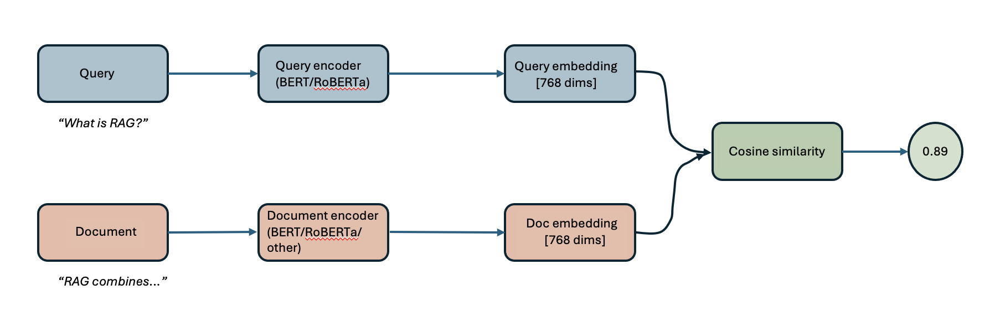 Query
“What is RAG?”
Query encoder
(BERT/RoBERTa)
Query embedding
[768 dims]
Document
“RAG combines...”
Document encoder
(BERT/RoBERTa/
other)
Doc embedding
[768 dims]
Cosine similarity
0.89